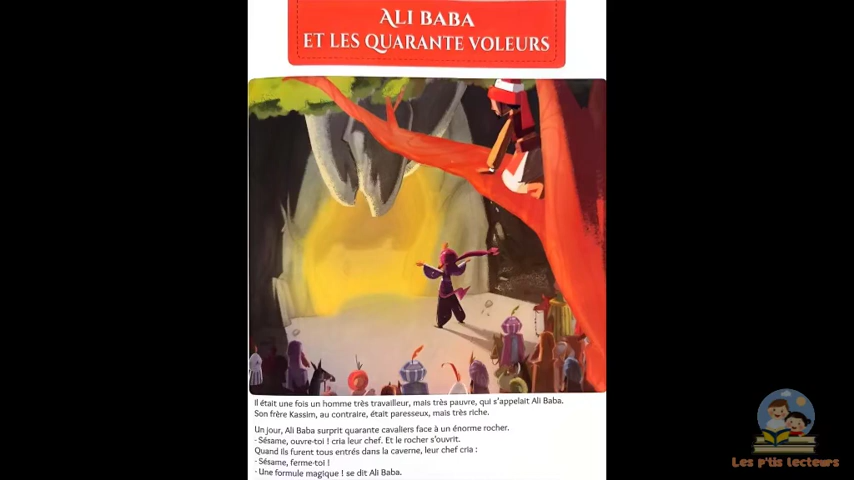 ALI BABA
ET LES QUARANTE VOLEURS
Il était une fois un homme très travailleur, mais très pauvre, qui s'appelait Ali Baba.
Son frère Kassim, au contraire, était paresseux, mais très riche.
Un jour, Ali Baba surprit quarante cavaliers face à un énorme rocher.
- Sésame, ouvre-toi ! cria leur chef. Et le rocher s'ouvrit.
Quand ils furent tous entrés dans la caverne, leur chef cria :
- Sésame, ferme-toi !
- Une formule magique ! se dit Ali Baba.
Les p'tis lecteurs